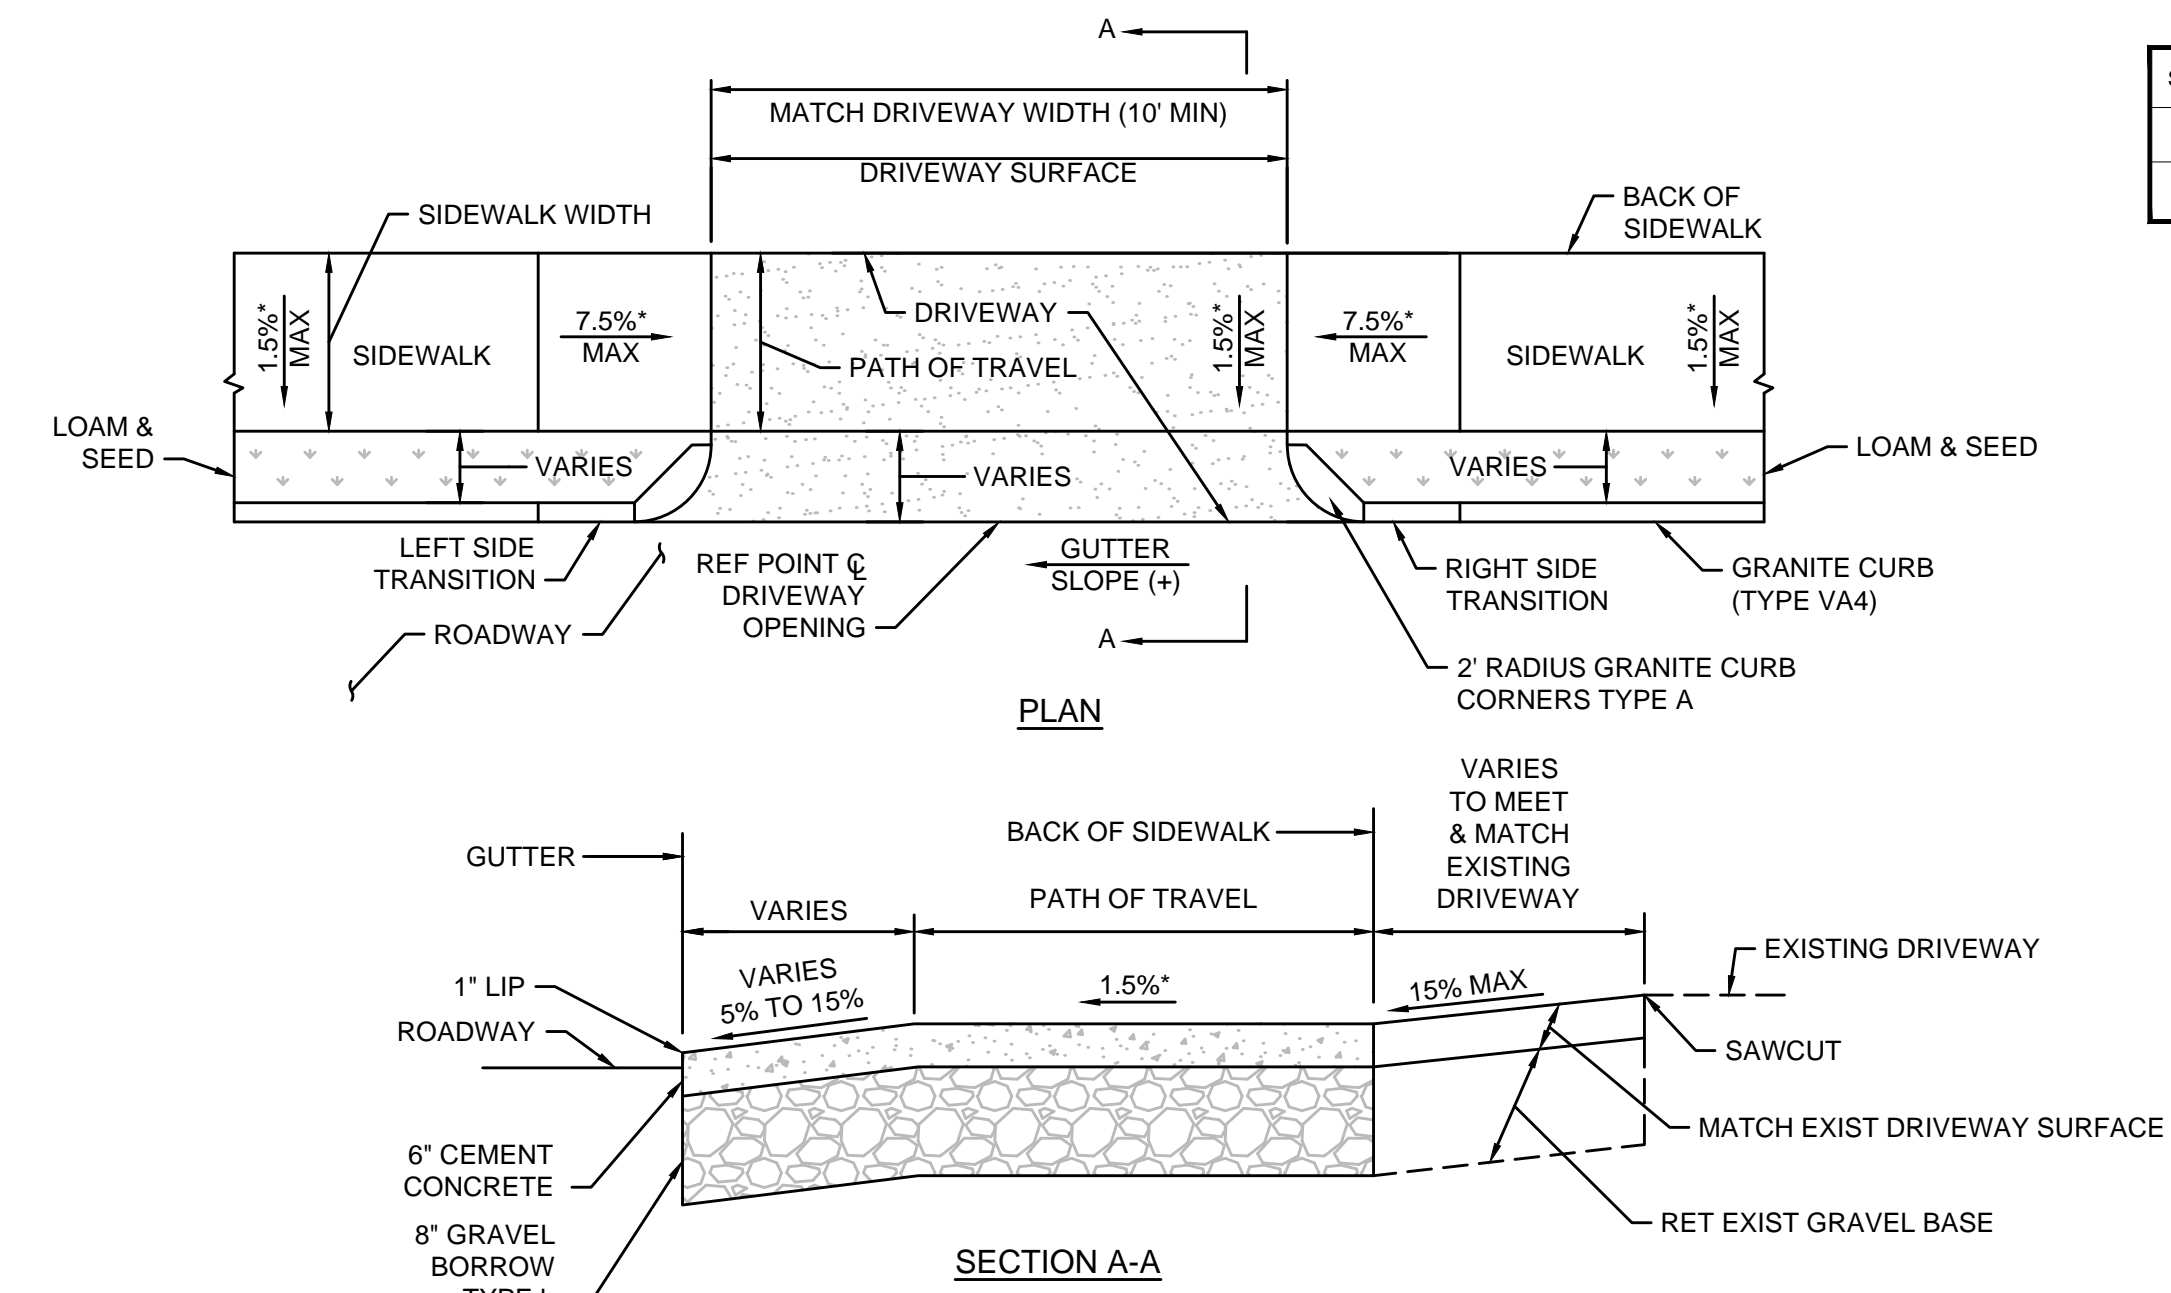 A
MATCH DRIVEWAY WIDTH (10' MIN)
DRIVEWAY SURFACE
SIDEWALK WIDTH
BACK OF
SIDEWALK
1.5%*
MAX
SIDEWALK
7.5%*
MAX
DRIVEWAY
PATH OF TRAVEL
1.5%*
MAX
7.5%*
MAX
SIDEWALK
1.5%*
MAX
LOAM &
SEED
VARIES
VARIES
VARIES
LOAM & SEED
LEFT SIDE
TRANSITION
ROADWAY
REF POINT ℄
DRIVEWAY
OPENING
GUTTER
SLOPE (+)
A
RIGHT SIDE
TRANSITION
GRANITE CURB
(TYPE VA4)
2' RADIUS GRANITE CURB
CORNERS TYPE A
PLAN
GUTTER
BACK OF SIDEWALK
VARIES
TO MEET
& MATCH
EXISTING
DRIVEWAY
VARIES
PATH OF TRAVEL
1" LIP
ROADWAY
VARIES
5% TO 15%
1.5%*
15% MAX
EXISTING DRIVEWAY
SAWCUT
MATCH EXIST DRIVEWAY SURFACE
RET EXIST GRAVEL BASE
6" CEMENT
CONCRETE
8" GRAVEL
BORROW
SECTION A-A